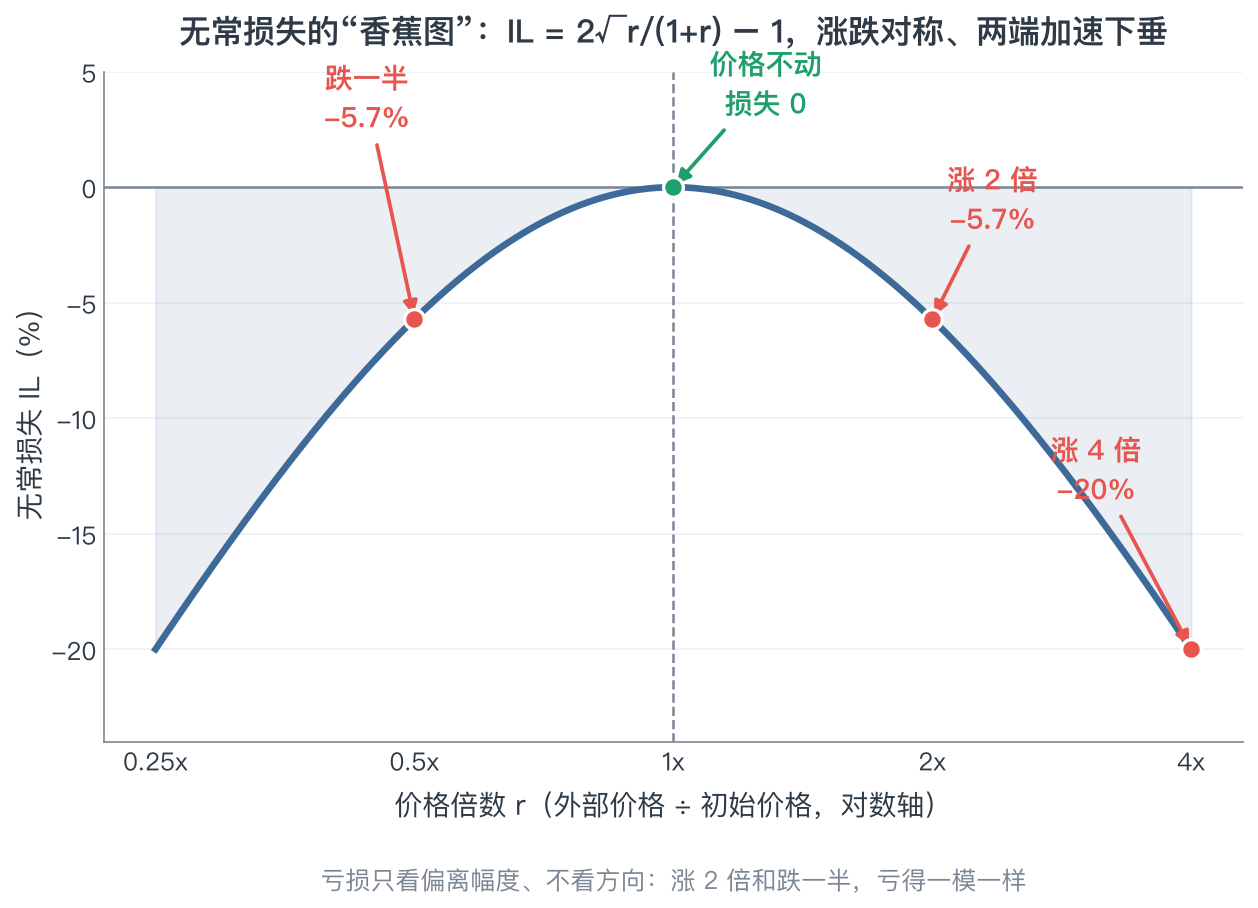 无常损失的“香蕉图”：IL = 2√r/(1+r) − 1，涨跌对称、两端加速下垂
价格不动
损失 0
跌一半
−5.7%
涨 2 倍
−5.7%
涨 4 倍
−20%
无常损失 IL（%）
5
0
−5
−10
−15
−20
0.25x
0.5x
1x
2x
4x
价格倍数 r（外部价格 ÷ 初始价格，对数轴）
亏损只看偏离幅度、不看方向：涨 2 倍和跌一半，亏得一模一样